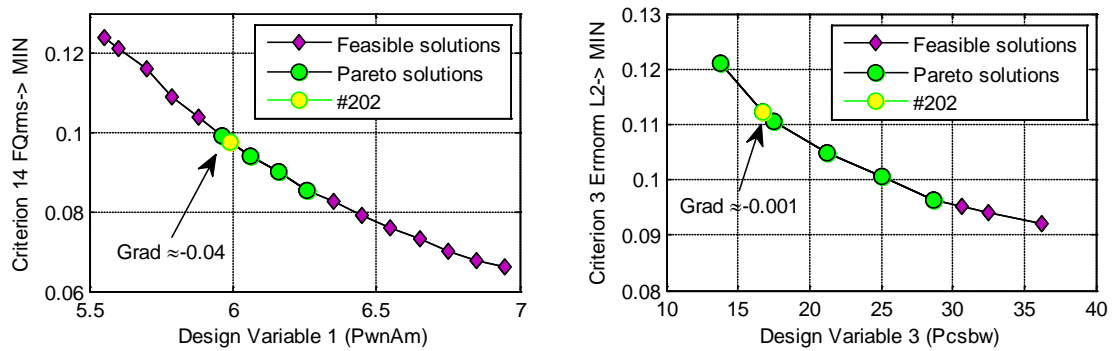 Criterion 14 FQrms-> MIN
0.12
0.1
0.08
0.06
5.5
6
6.5
7
Design Variable 1 (PwnAm)
Feasible solutions
Pareto solutions
#202
Grad ≈-0.04
Criterion 3 Errnorm L2-> MIN
0.13
0.12
0.11
0.1
0.09
0.08
10
15
20
25
30
35
40
Design Variable 3 (Pcsbw)
Feasible solutions
Pareto solutions
#202
Grad ≈-0.001